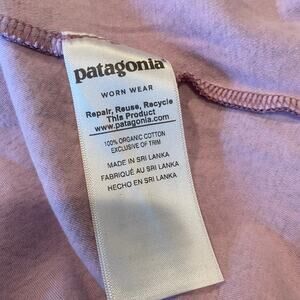 patagonia
WORN WEAR
Repair, Reuse, Recycle
This Product
www.patagonia.com
100% ORGANIC COTTON
EXCLUSIVE OF TRIM
MADE IN SRI LANKA
FABRIQUÉ AU SRI LANKA
HECHO EN SRI LANKA